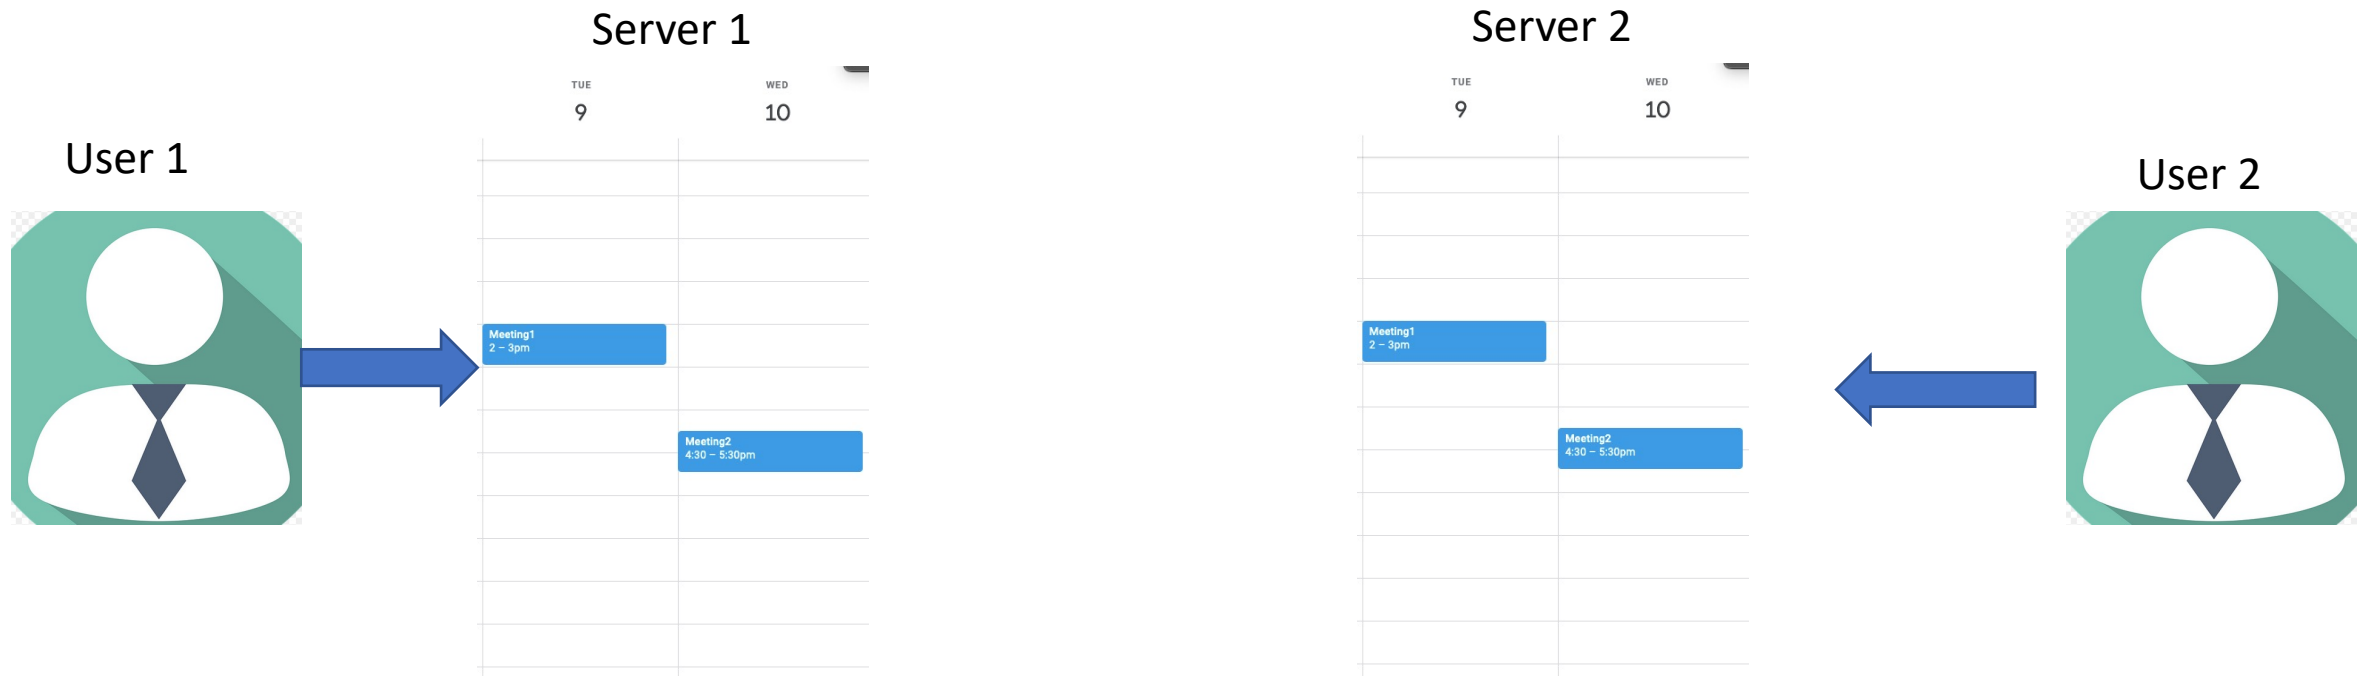 Server 1
Server 2
TUE
WED
9
10
TUE
WED
9
10
User 1
User 2
Meeting1
2 – 3pm
Meeting2
4:30 – 5:30pm
Meeting1
2 – 3pm
Meeting2
4:30 – 5:30pm